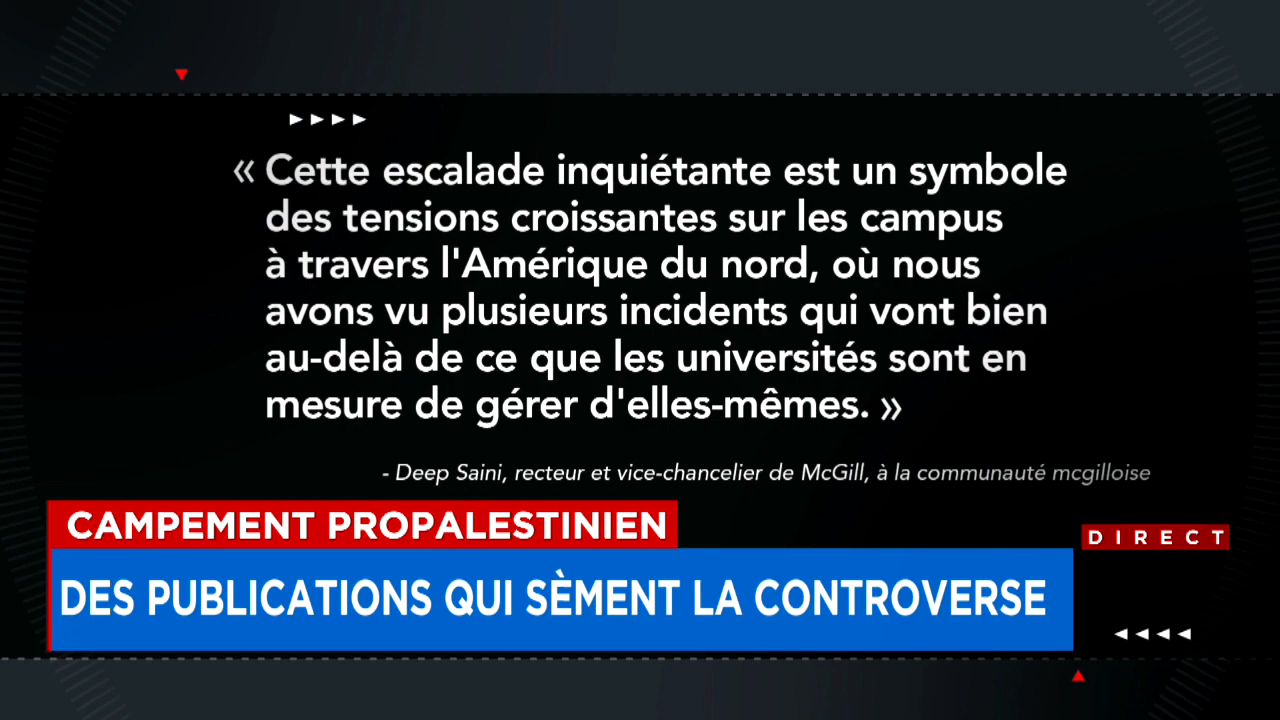 « Cette escalade inquiétante est un symbole
des tensions croissantes sur les campus
à travers l'Amérique du nord, où nous
avons vu plusieurs incidents qui vont bien
au-delà de ce que les universités sont en
mesure de gérer d'elles-mêmes. »
- Deep Saini, recteur et vice-chancelier de McGill, à la communauté mcgilloise
CAMPEMENT PROPALESTINIEN
DIRECT
DES PUBLICATIONS QUI SÈMENT LA CONTROVERSE